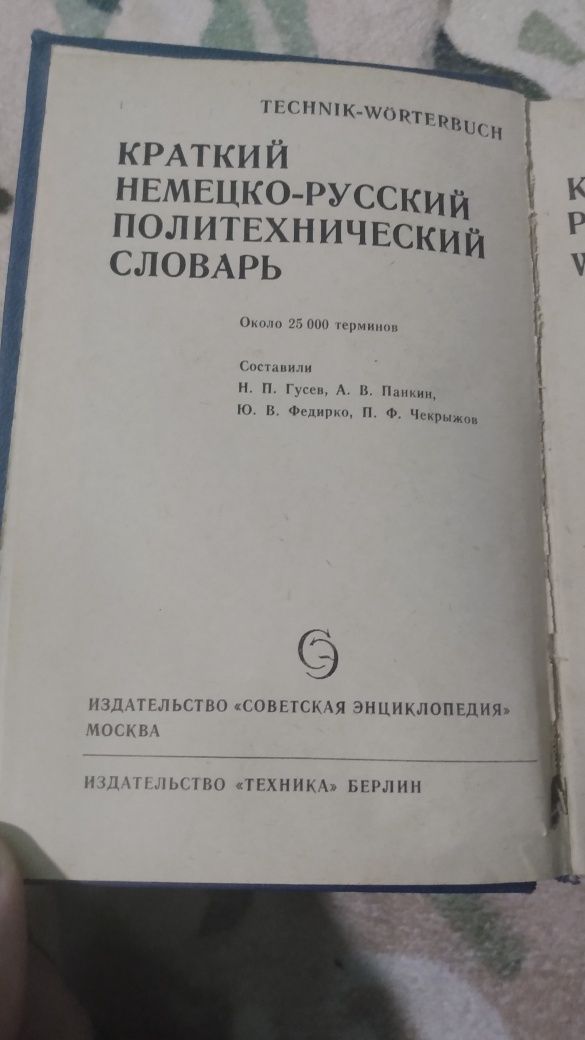 TECHNIK-WÖRTERBUCH
КРАТКИЙ
НЕМЕЦКО-РУССКИЙ
ПОЛИТЕХНИЧЕСКИЙ
СЛОВАРЬ
Около 25 000 терминов
Составили
Н. П. Гусев, А. В. Панкин,
Ю. В. Федирко, П. Ф. Чекрыжов
СЭ
ИЗДАТЕЛЬСТВО «СОВЕТСКАЯ ЭНЦИКЛОПЕДИЯ»
МОСКВА
ИЗДАТЕЛЬСТВО «ТЕХНИКА» БЕРЛИН